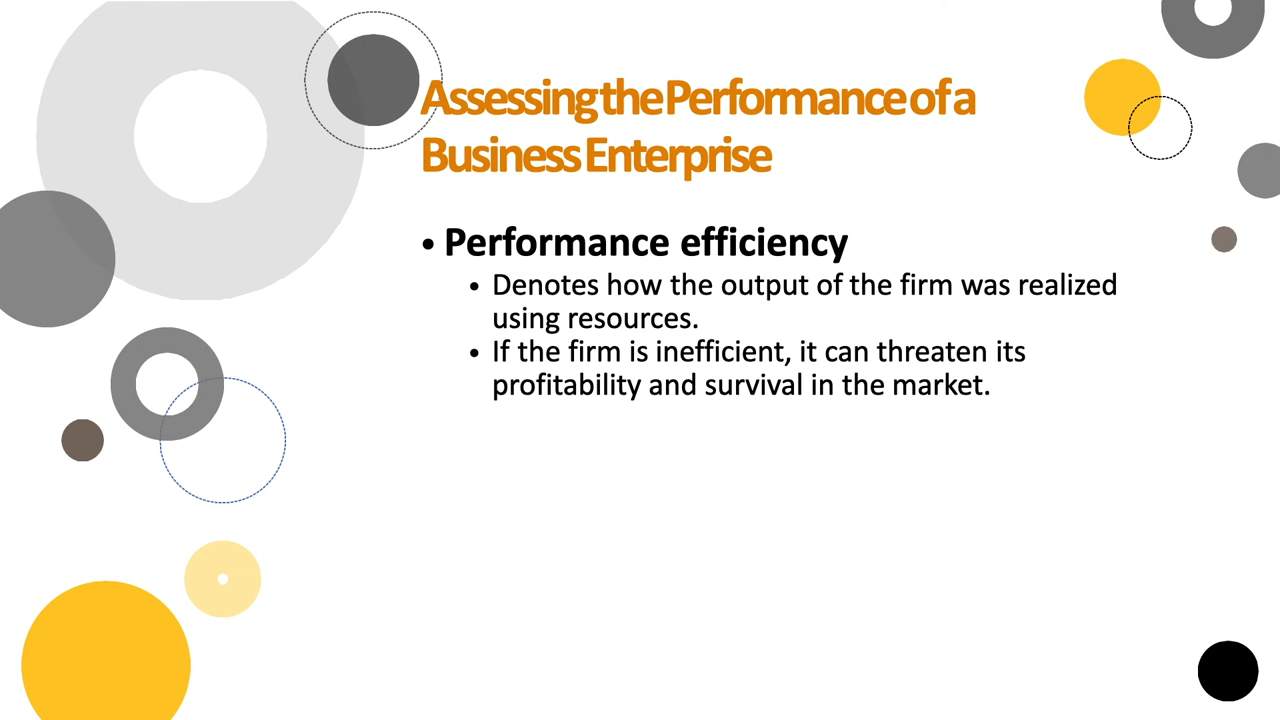 Assessing the Performance of a
Business Enterprise
• Performance efficiency
• Denotes how the output of the firm was realized
using resources.
• If the firm is inefficient, it can threaten its
profitability and survival in the market.